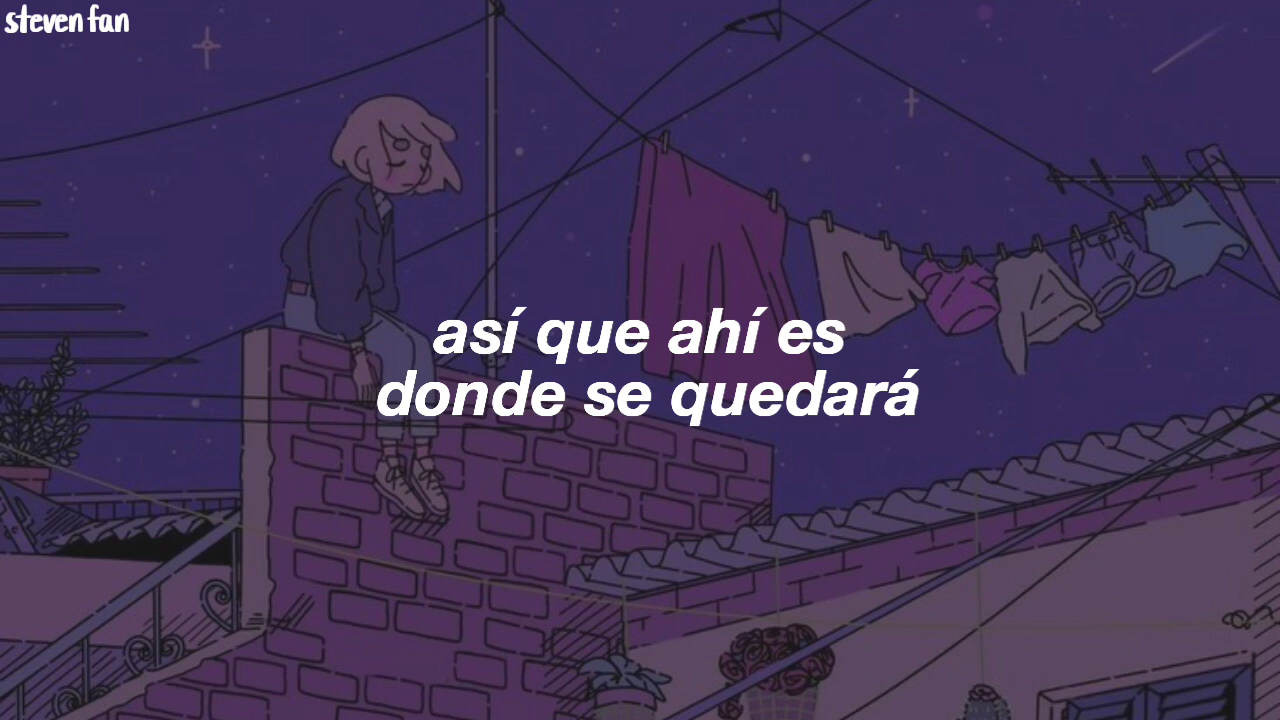 steven fan
así que ahí es
donde se quedará